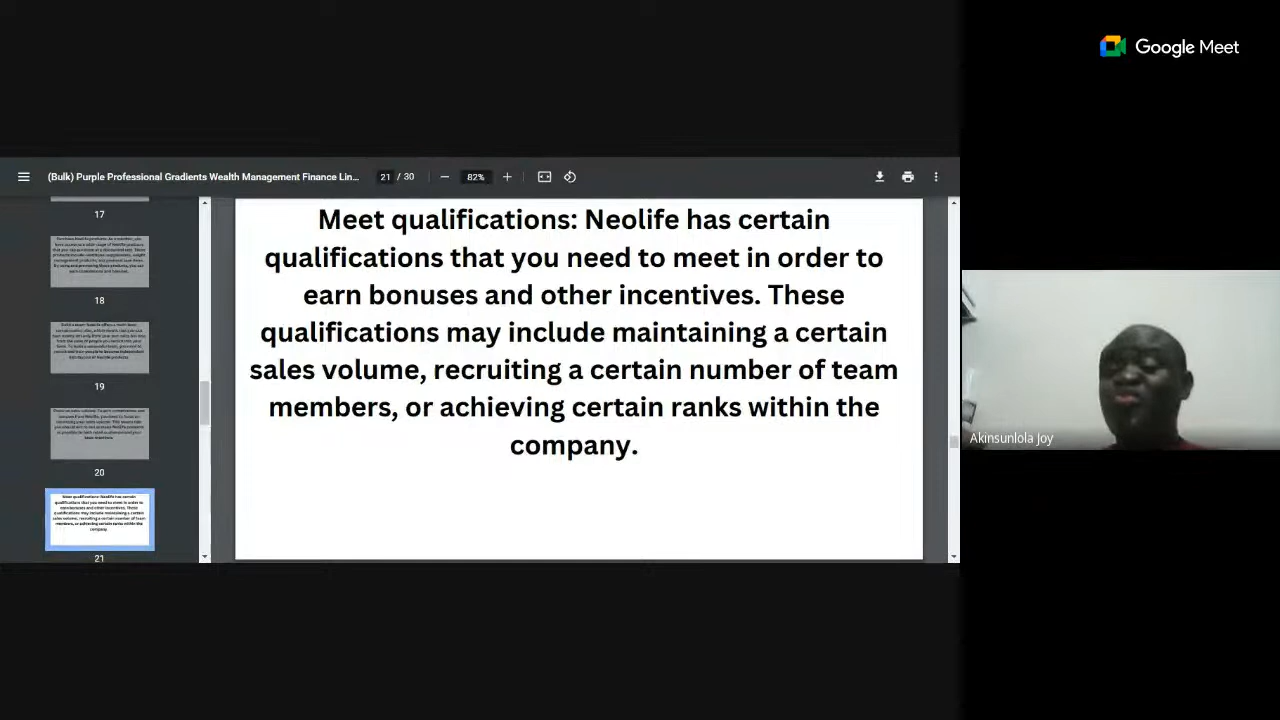 Google Meet
(Bulk) Purple Professional Gradients Wealth Management Finance Lin...
21 / 30
82%
17
18
19
20
21
Meet qualifications: Neolife has certain
qualifications that you need to meet in order to
earn bonuses and other incentives. These
qualifications may include maintaining a certain
sales volume, recruiting a certain number of team
members, or achieving certain ranks within the
company.
Akinsunlola Joy